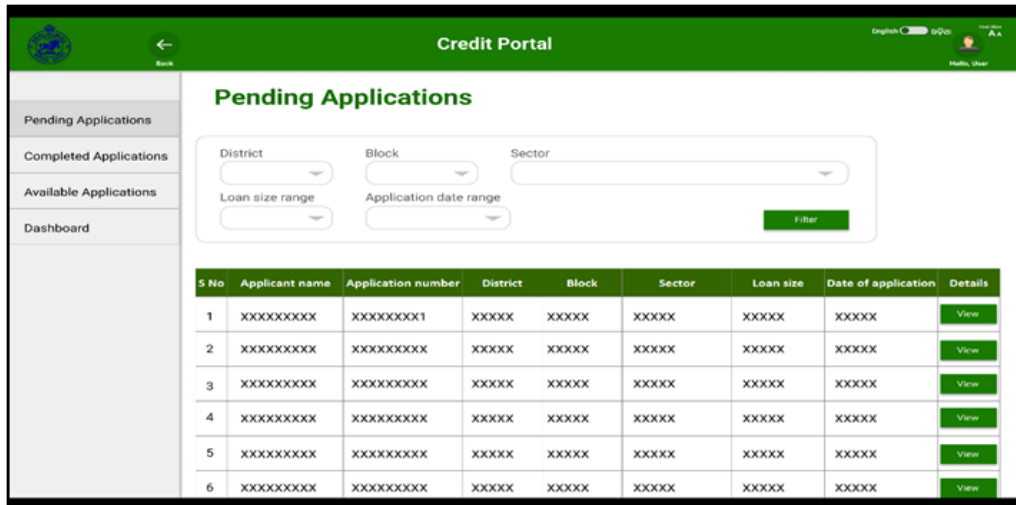 English ଓଡ଼ିଆ
A A
Credit Portal
Back
Hello, User
Pending Applications
Completed Applications
Available Applications
Dashboard
Pending Applications
District Block Sector
Loan size range Application date range
Filter
S No Applicant name Application number District Block Sector Loan size Date of application Details
1 XXXXXXXXX XXXXXXXX1 XXXXX XXXXX XXXXX XXXXX XXXXX View
2 XXXXXXXXX XXXXXXXXX XXXXX XXXXX XXXXX XXXXX XXXXX View
3 XXXXXXXXX XXXXXXXXX XXXXX XXXXX XXXXX XXXXX XXXXX View
4 XXXXXXXXX XXXXXXXXX XXXXX XXXXX XXXXX XXXXX XXXXX View
5 XXXXXXXXX XXXXXXXXX XXXXX XXXXX XXXXX XXXXX XXXXX View
6 XXXXXXXXX XXXXXXXXX XXXXX XXXXX XXXXX XXXXX XXXXX View